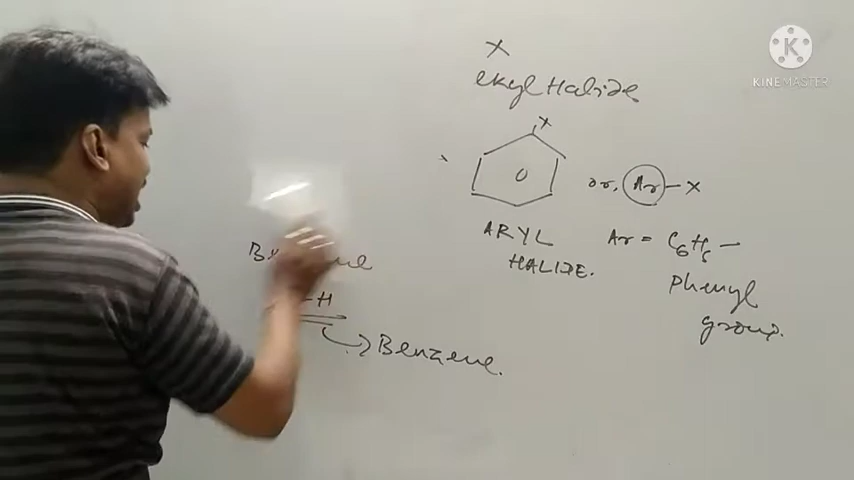 K
KINEMASTER
X
alkyl Halide
X
O
or, Ar — X
ARYL
HALIDE.
Ar = C6H5 —
Phenyl
group.
– H
Benzene.